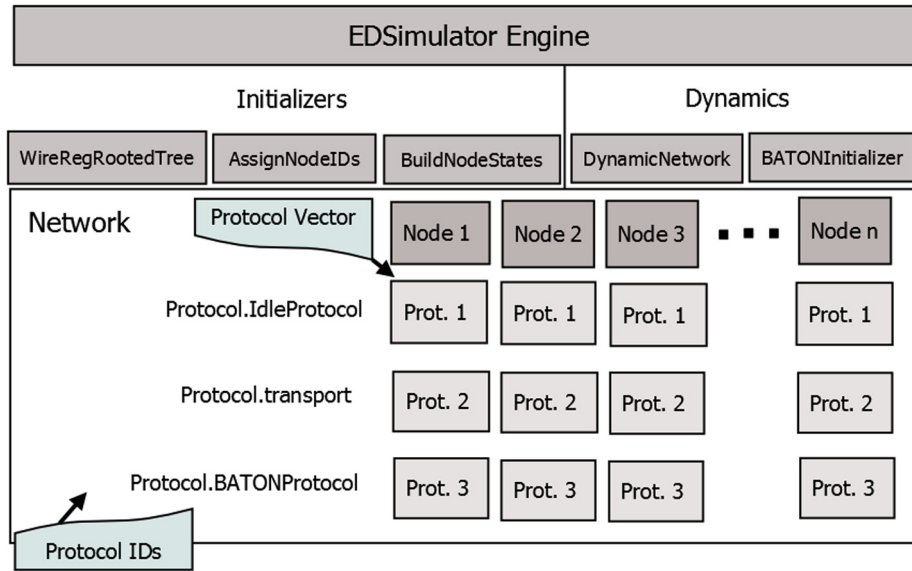 EDSimulator Engine
Initializers
Dynamics
WireRegRootedTree
AssignNodeIDs
BuildNodeStates
DynamicNetwork
BATONInitializer
Network
Protocol Vector
Node 1
Node 2
Node 3
Node n
Protocol.IdleProtocol
Prot. 1
Prot. 1
Prot. 1
Prot. 1
Protocol.transport
Prot. 2
Prot. 2
Prot. 2
Prot. 2
Protocol.BATONProtocol
Prot. 3
Prot. 3
Prot. 3
Prot. 3
Protocol IDs